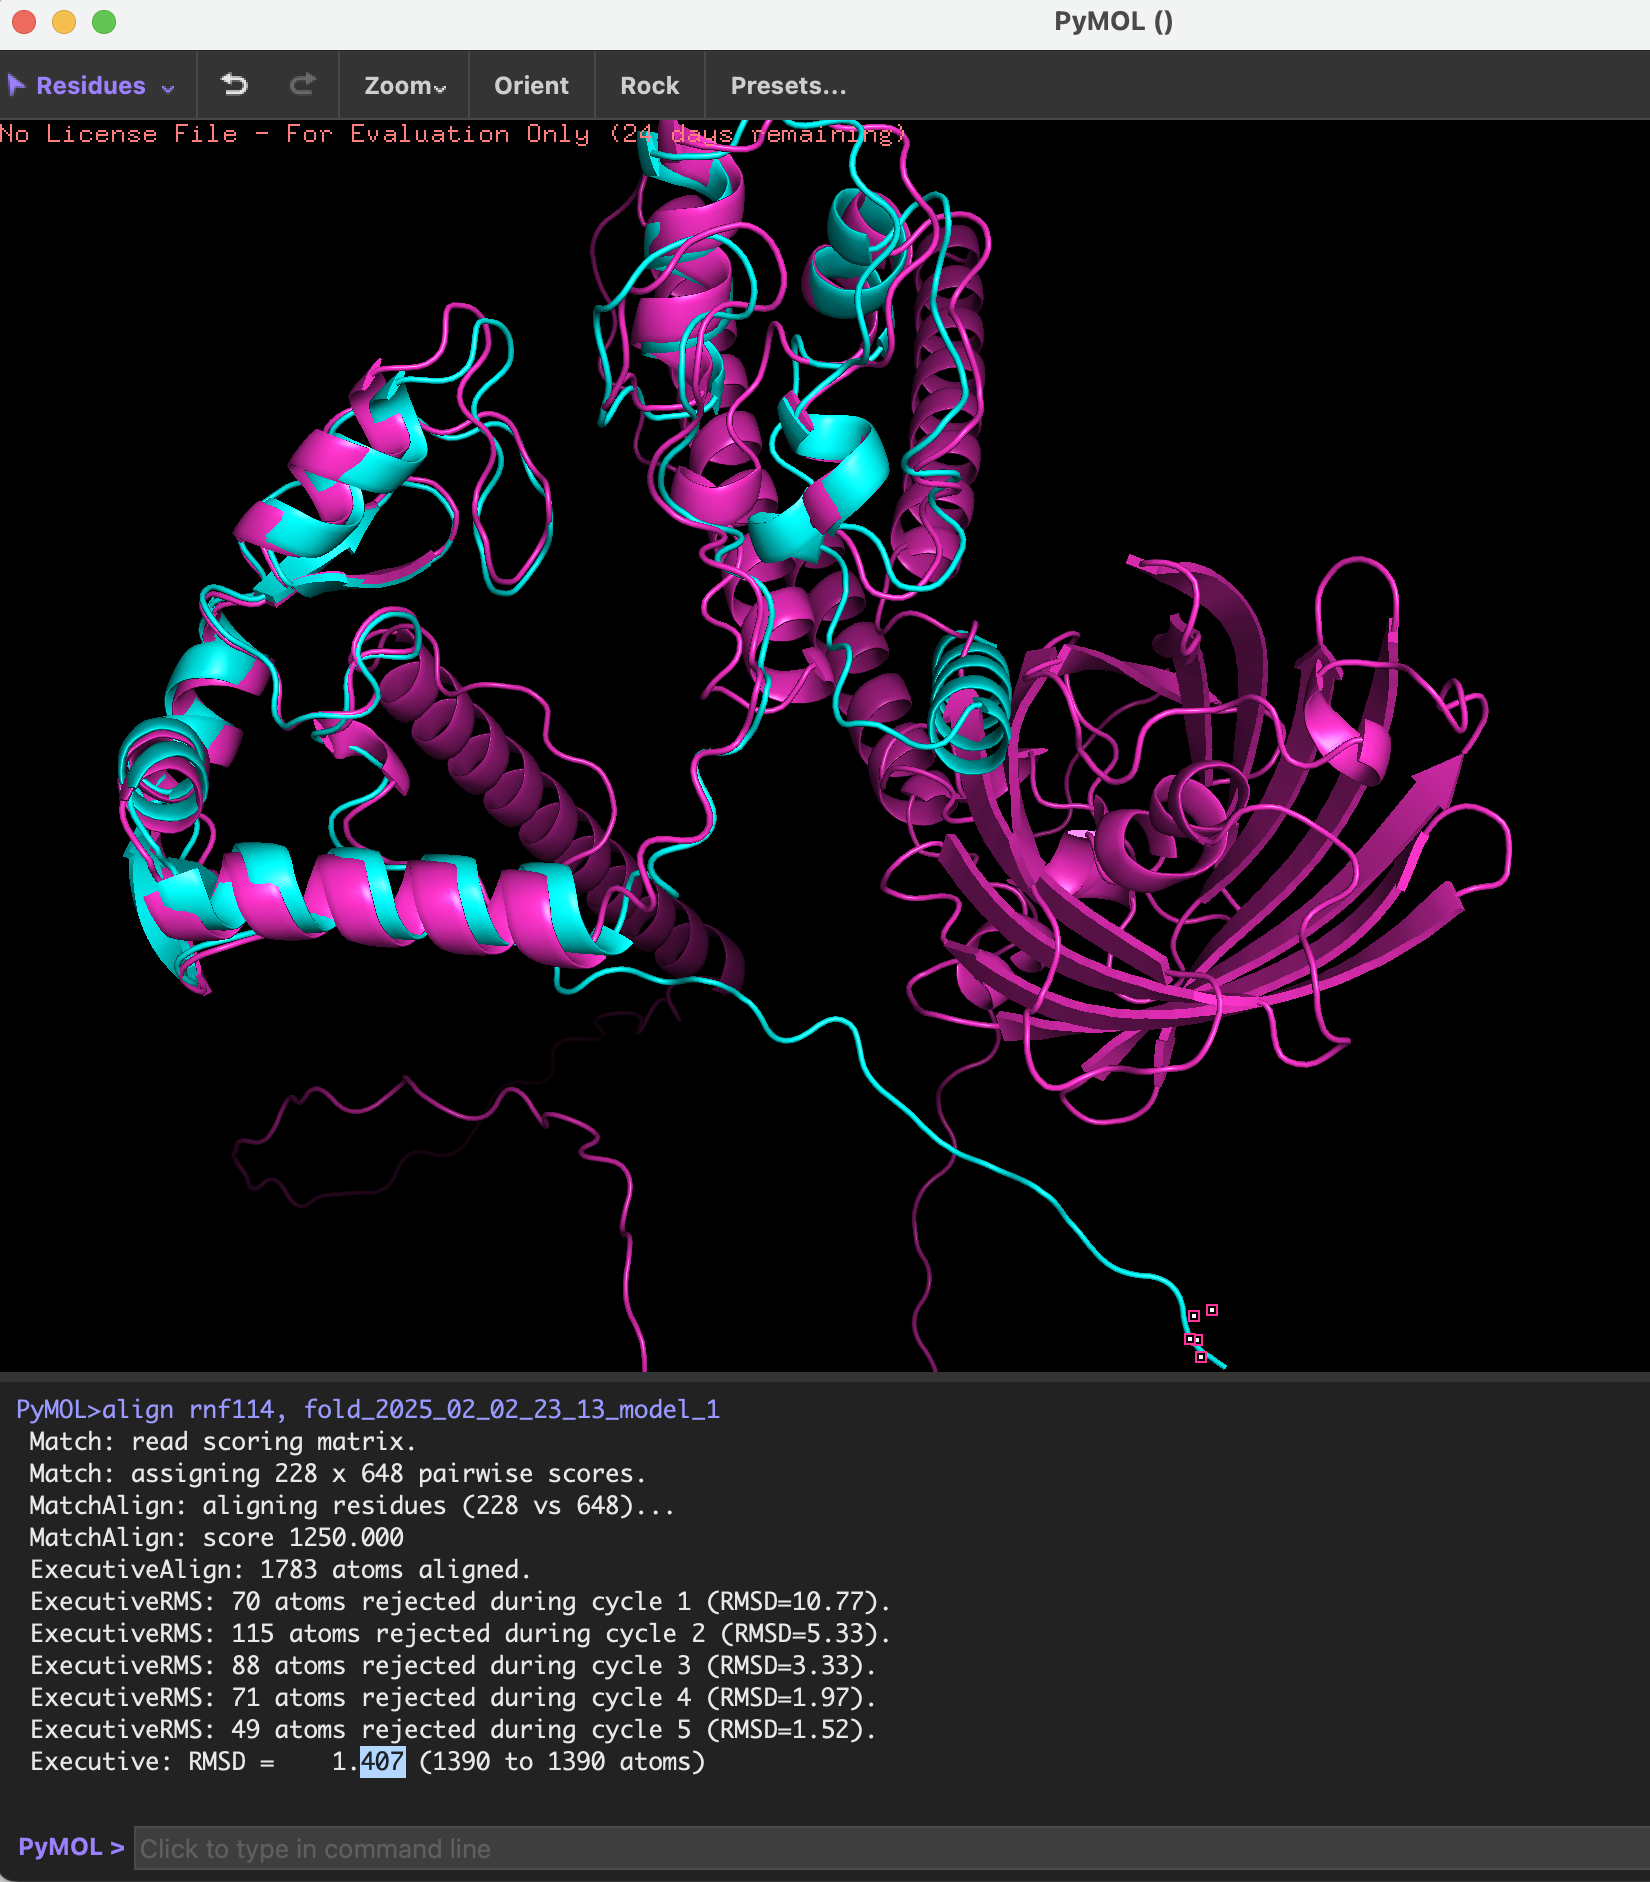 PyMOL ()
Residues Zoom Orient Rock Presets...
No License File - For Evaluation Only (24 days remaining)
PyMOL>align rnf114, fold_2025_02_02_23_13_model_1
Match: read scoring matrix.
Match: assigning 228 x 648 pairwise scores.
MatchAlign: aligning residues (228 vs 648)...
MatchAlign: score 1250.000
ExecutiveAlign: 1783 atoms aligned.
ExecutiveRMS: 70 atoms rejected during cycle 1 (RMSD=10.77).
ExecutiveRMS: 115 atoms rejected during cycle 2 (RMSD=5.33).
ExecutiveRMS: 88 atoms rejected during cycle 3 (RMSD=3.33).
ExecutiveRMS: 71 atoms rejected during cycle 4 (RMSD=1.97).
ExecutiveRMS: 49 atoms rejected during cycle 5 (RMSD=1.52).
Executive: RMSD =    1.407 (1390 to 1390 atoms)
PyMOL > Click to type in command line